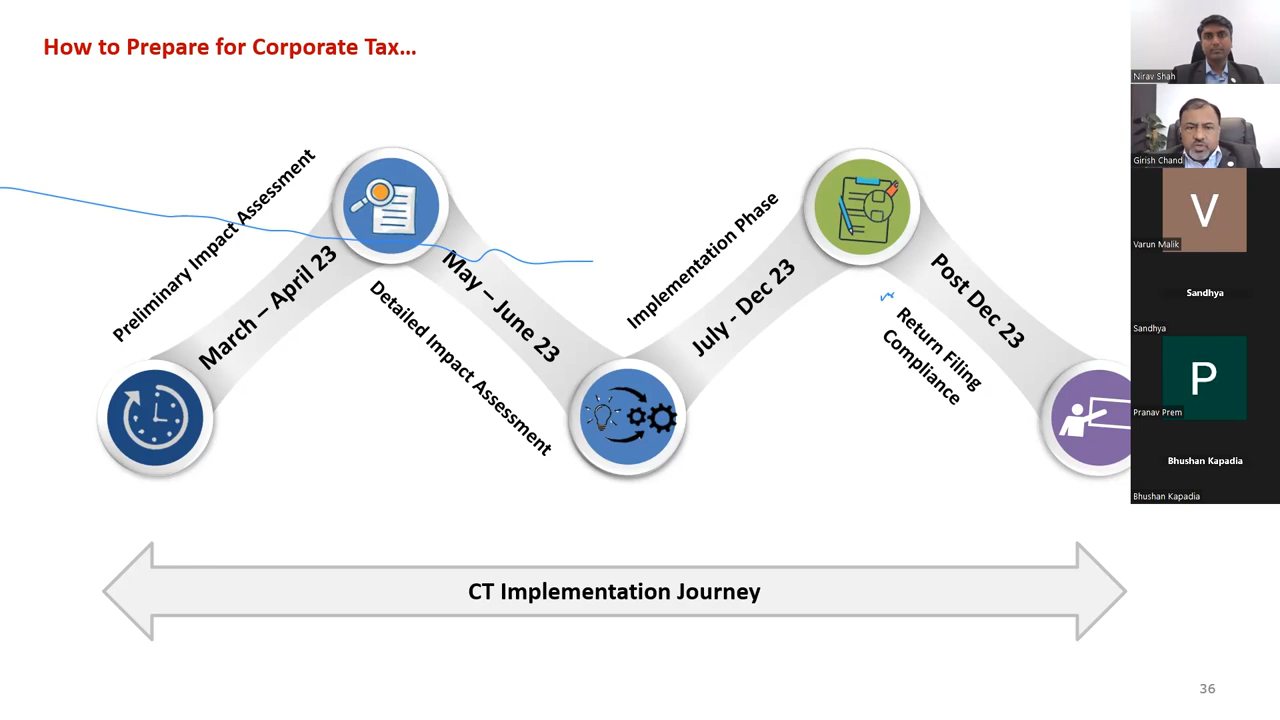 How to Prepare for Corporate Tax...
Preliminary Impact Assessment
March – April 23
May – June 23
Detailed Impact Assessment
Implementation Phase
July - Dec 23
Post Dec 23
Return Filing
Compliance
CT Implementation Journey
36
Nirav Shah
Girish Chand
V
Varun Malik
Sandhya
Sandhya
P
Pranav Prem
Bhushan Kapadia
Bhushan Kapadia